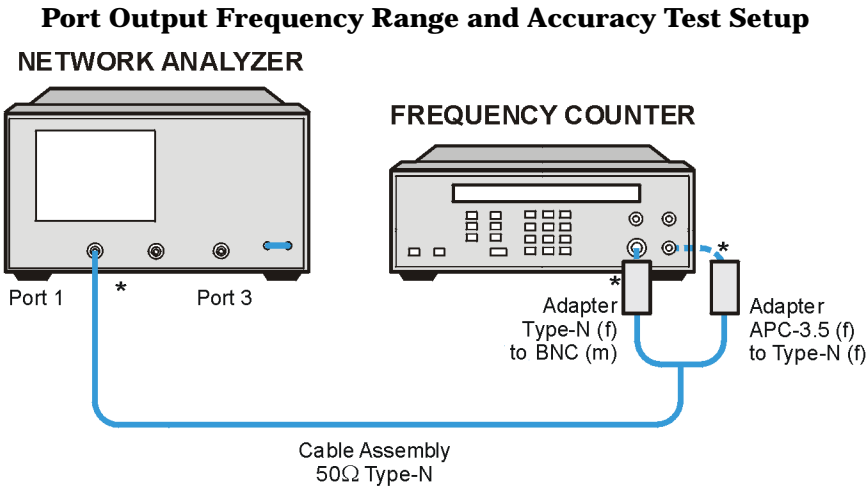 Port Output Frequency Range and Accuracy Test Setup
NETWORK ANALYZER
FREQUENCY COUNTER
Port 1
*
Port 3
*
*
Adapter
Type-N (f)
to BNC (m)
Adapter
APC-3.5 (f)
to Type-N (f)
Cable Assembly
50Ω Type-N